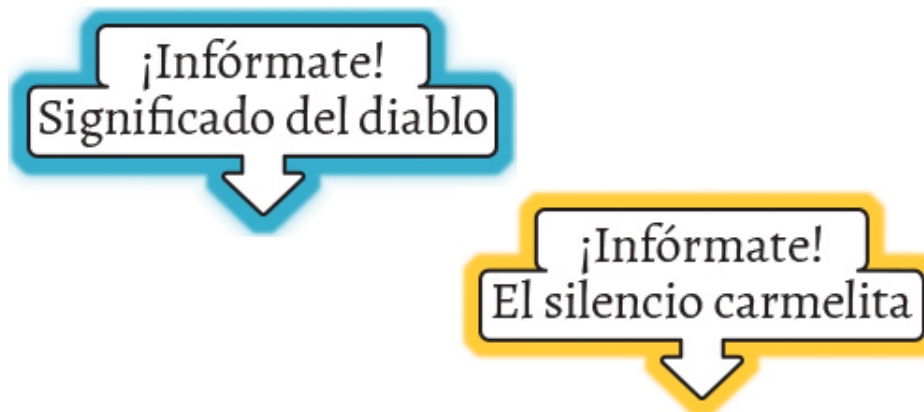 ¡Infórmate!
Significado del diablo
¡Infórmate!
El silencio carmelita